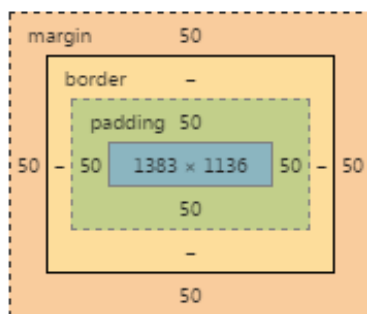 margin 50
border –
padding 50
50 – 50 1383 × 1136 50 – 50
50
–
50